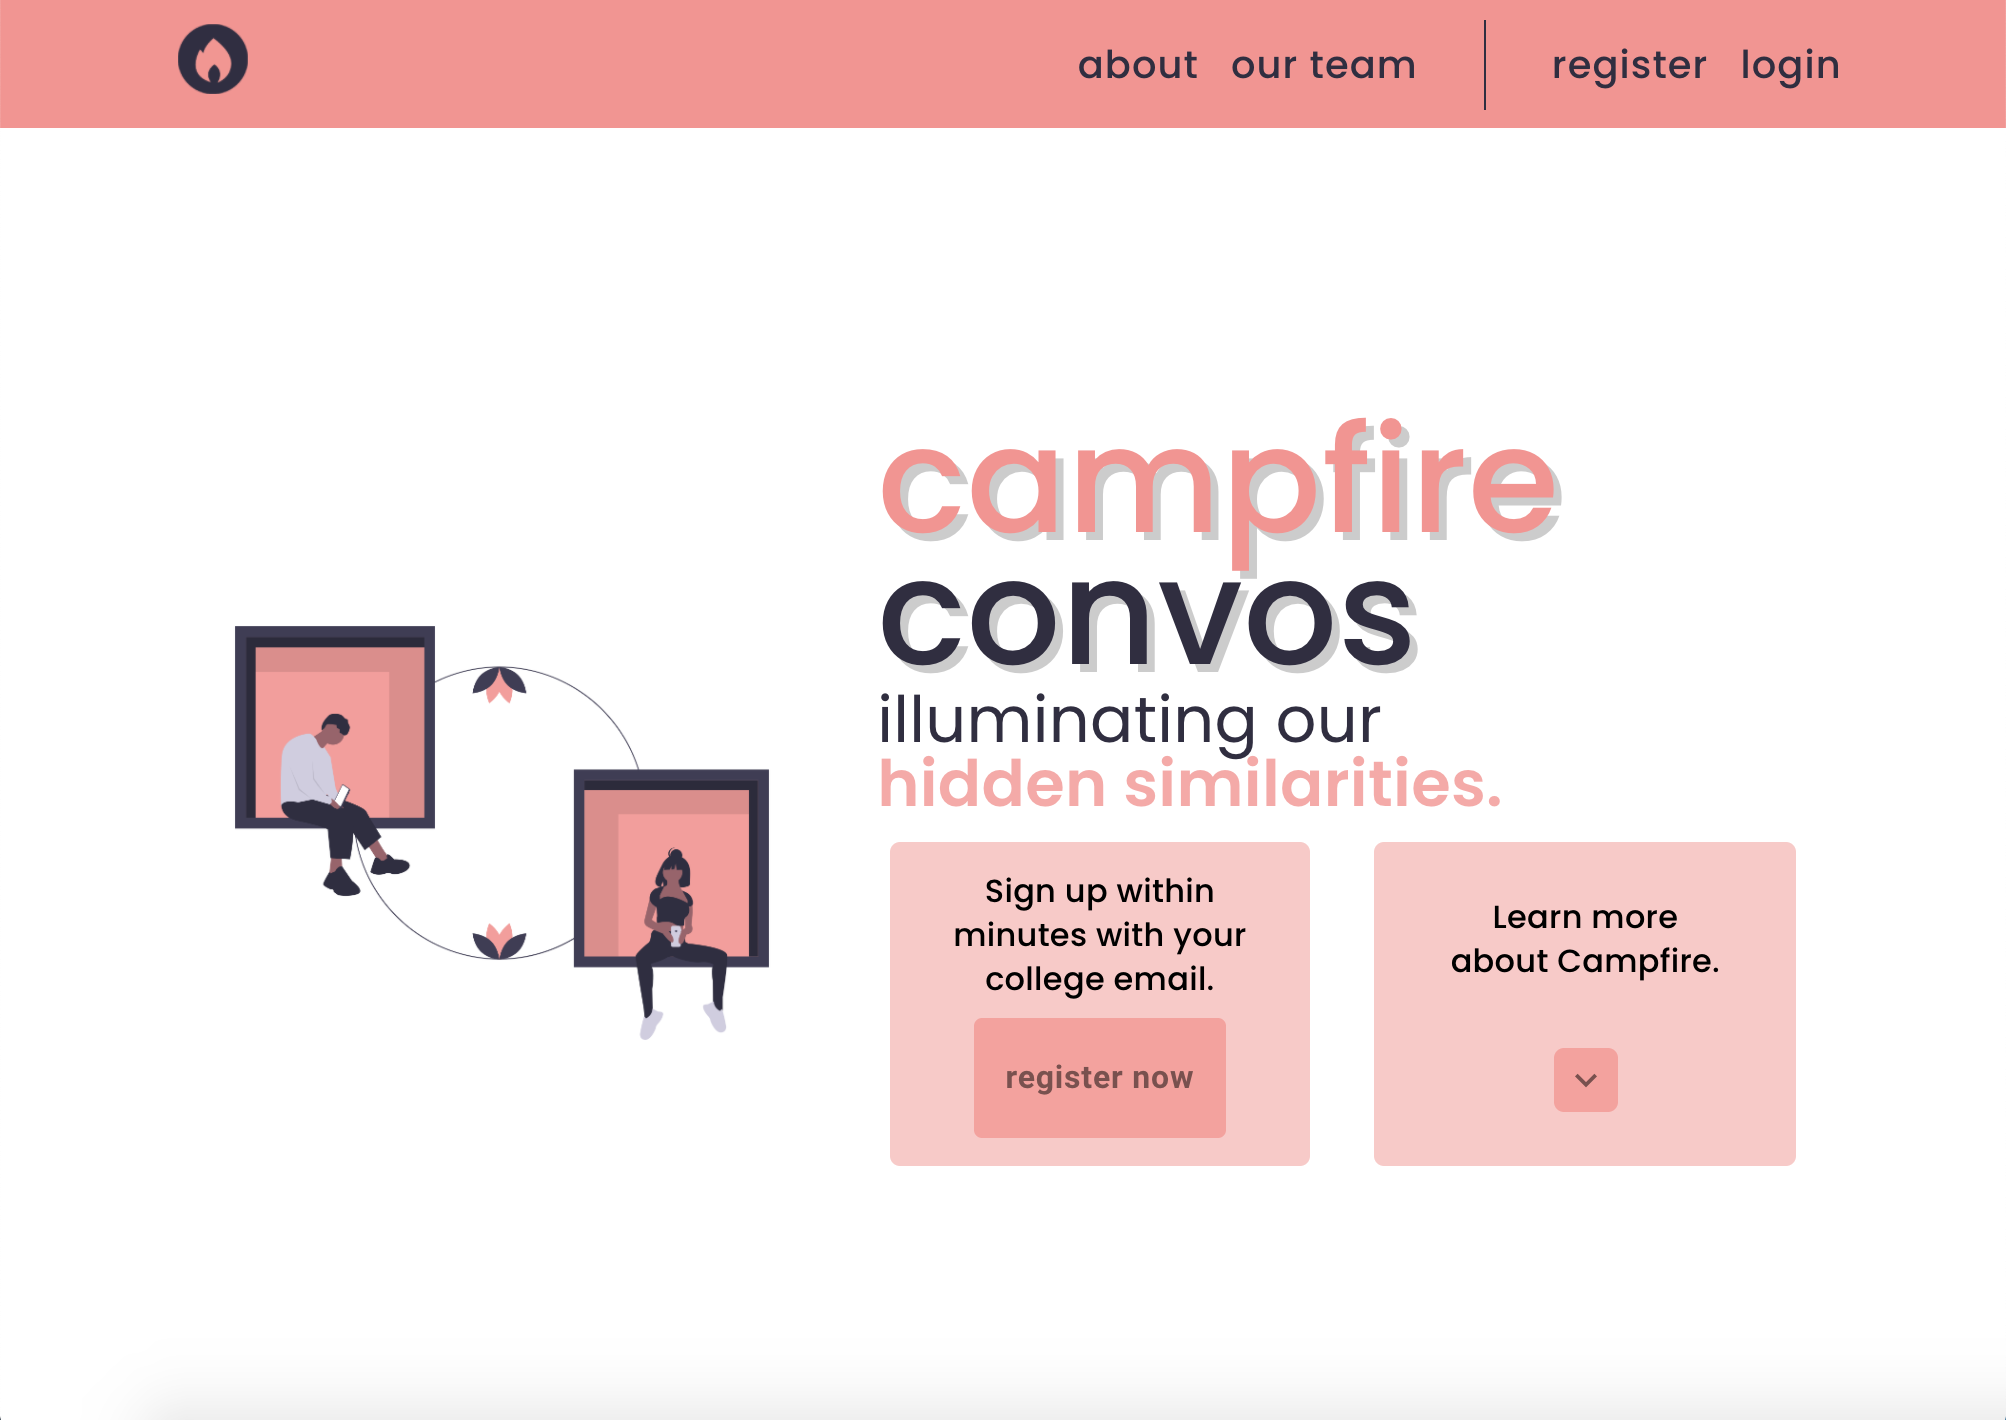 about our team register login
campfire
convos
illuminating our
hidden similarities.
Sign up within
minutes with your
college email.
register now
Learn more
about Campfire.